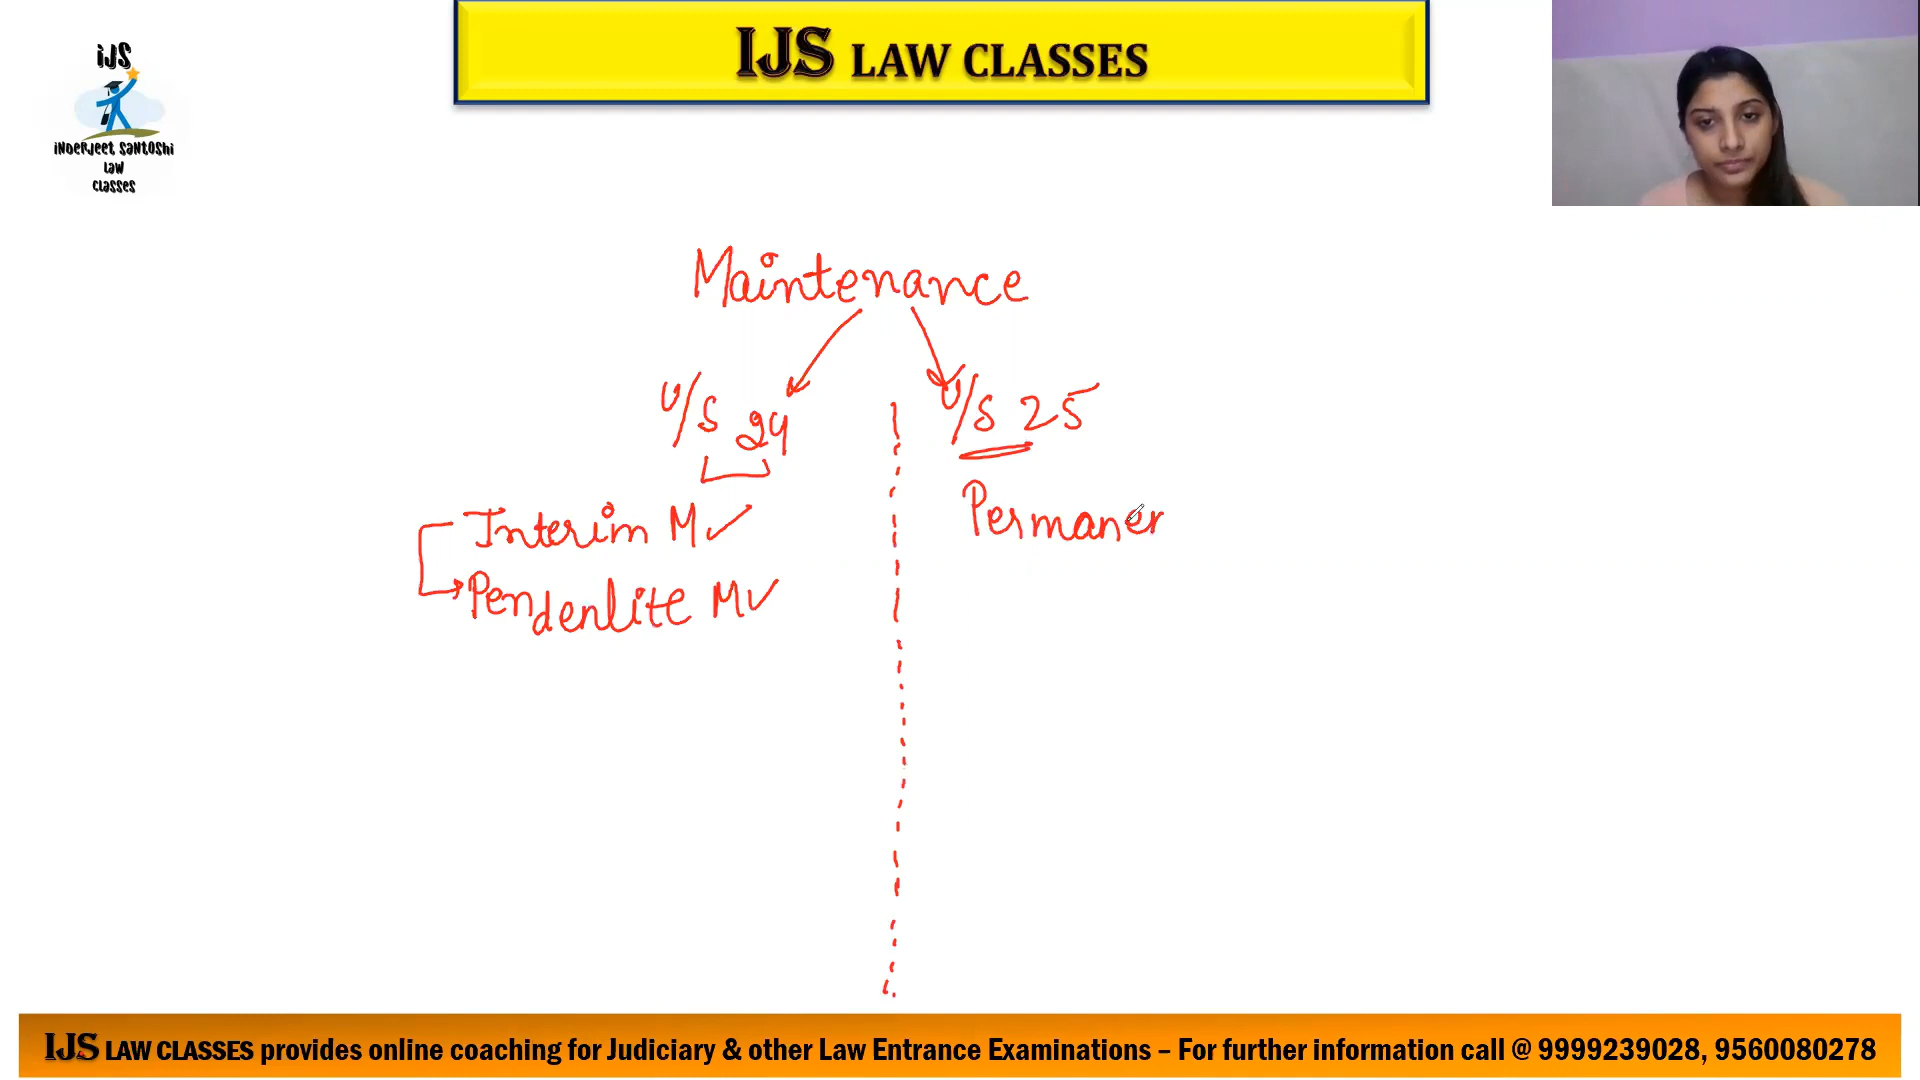 iJS
iNDERJEET SANTOSHI
LAW
CLASSES
IJS LAW CLASSES
Maintenance
U/S 24
U/S 25
Interim M
Pendenlite M
Permaner
IJS LAW CLASSES provides online coaching for Judiciary & other Law Entrance Examinations – For further information call @ 9999239028, 9560080278